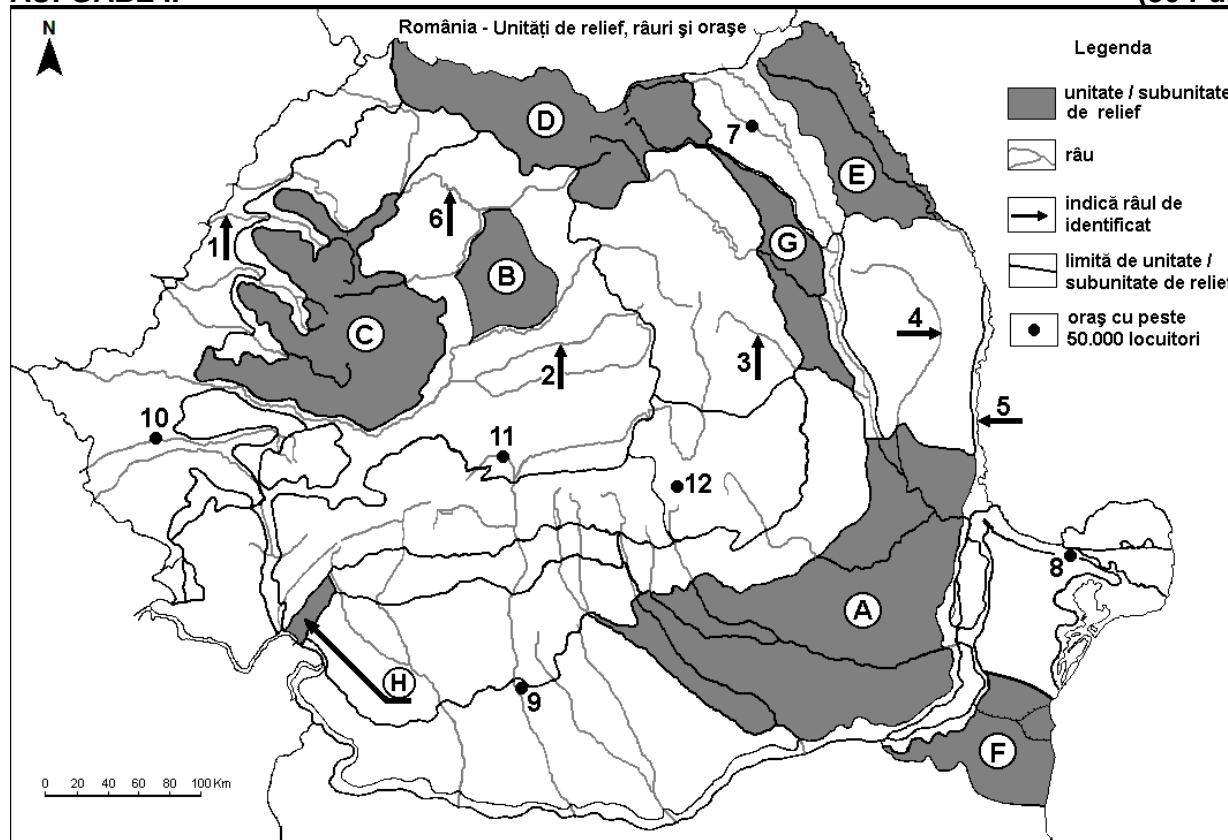 N
România - Unităţi de relief, râuri şi oraşe
Legenda
unitate / subunitate
de relief
râu
indică râul de
identificat
limită de unitate /
subunitate de relief
oraş cu peste
50.000 locuitori
D
7
E
6
1
B
G
C
4
2
3
5
10
11
12
8
A
H
9
F
0 20 40 60 80 100 Km